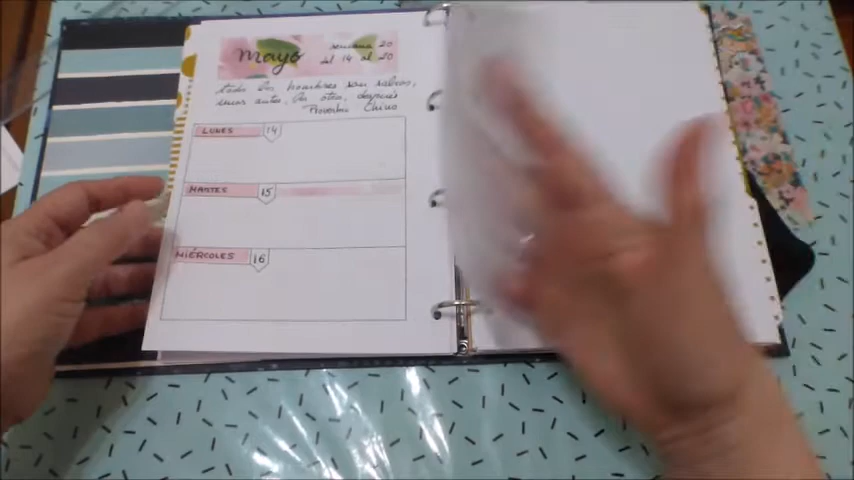 mayo semana 20
del 14 al 20
todos los hombres son sabios,
unos antes, los otros, después
Proverbio Chino
LUNES 14
MARTES 15
MIÉRCOLES 16